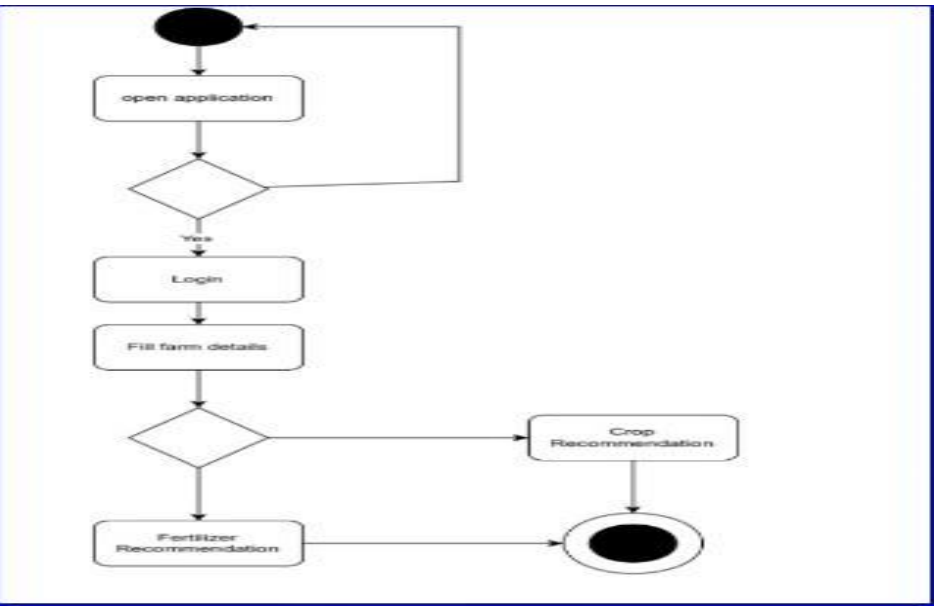 open application
Yes
Login
Fill farm details
Crop
Recommendation
Fertilizer
Recommendation